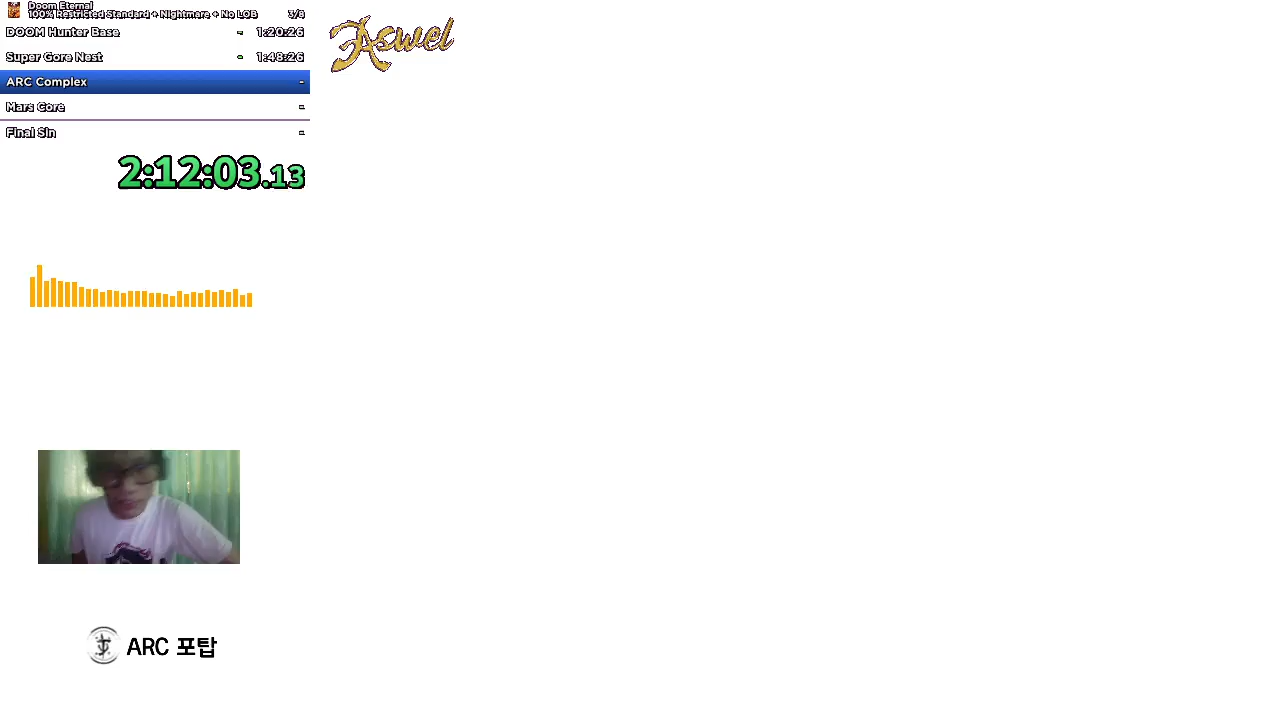 Doom Eternal
100% Restricted Standard + Nightmare + No LOB 3/8
DOOM Hunter Base - 1:20:26
Super Gore Nest - 1:48:26
ARC Complex -
Mars Core -
Final Sin -
2:12:03.13
Aswel
ARC 포탑